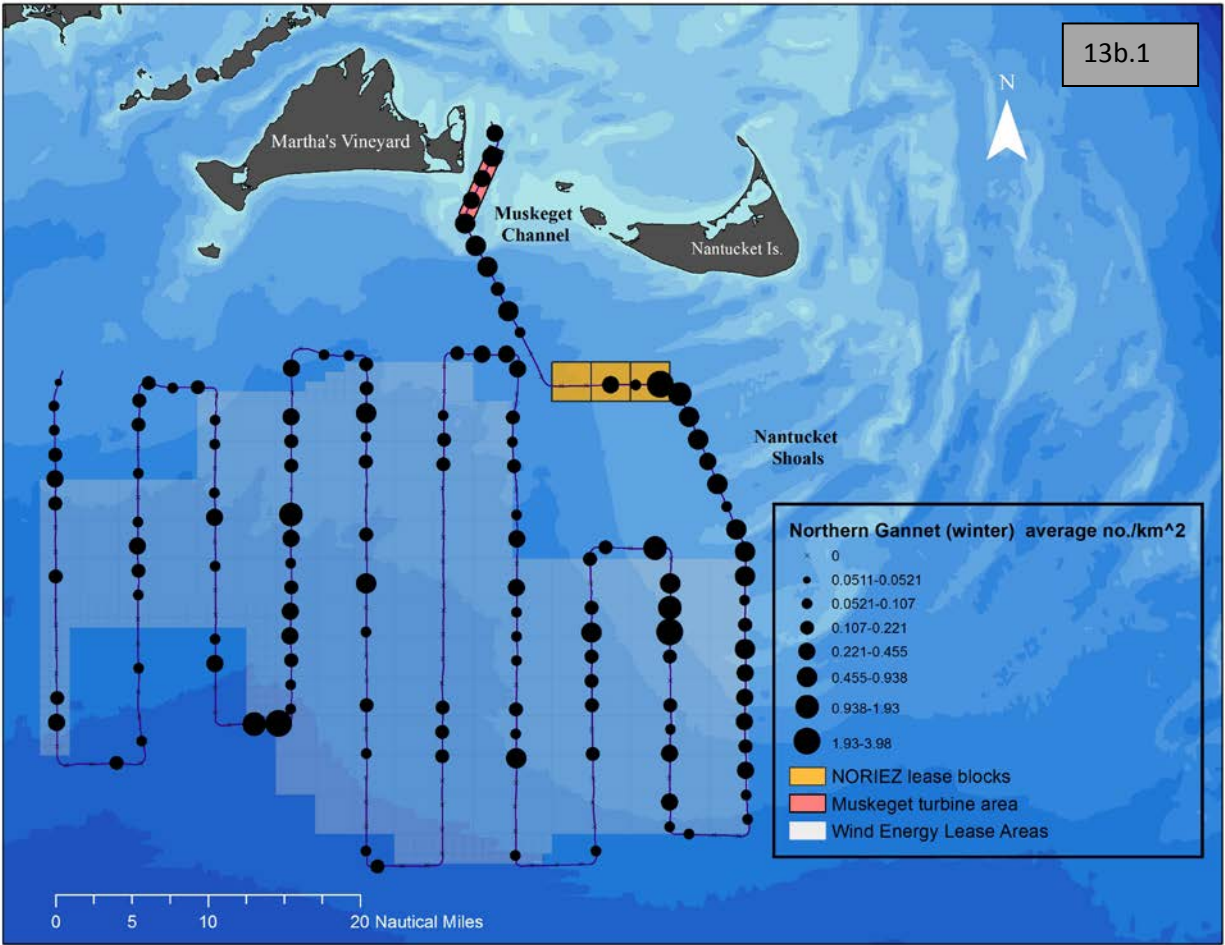 13b.1
N
Martha's Vineyard
Muskeget
Channel
Nantucket Is.
Nantucket
Shoals
Northern Gannet (winter) average no./km^2
0
0.0511-0.0521
0.0521-0.107
0.107-0.221
0.221-0.455
0.455-0.938
0.938-1.93
1.93-3.98
NORIEZ lease blocks
Muskeget turbine area
Wind Energy Lease Areas
0 5 10 20 Nautical Miles